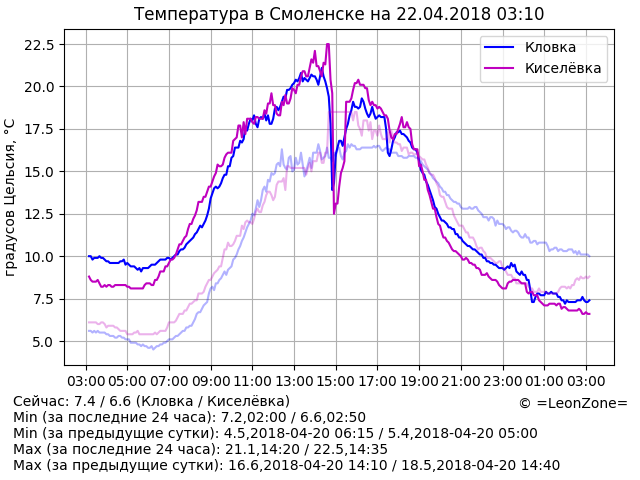 Температура в Смоленске на 22.04.2018 03:10
градусов Цельсия, °C
22.5
20.0
17.5
15.0
12.5
10.0
7.5
5.0
Кловка
Киселёвка
03:00 05:00 07:00 09:00 11:00 13:00 15:00 17:00 19:00 21:00 23:00 01:00 03:00
Сейчас: 7.4 / 6.6 (Кловка / Киселёвка)
© =LeonZone=
Min (за последние 24 часа): 7.2,02:00 / 6.6,02:50
Min (за предыдущие сутки): 4.5,2018-04-20 06:15 / 5.4,2018-04-20 05:00
Max (за последние 24 часа): 21.1,14:20 / 22.5,14:35
Max (за предыдущие сутки): 16.6,2018-04-20 14:10 / 18.5,2018-04-20 14:40